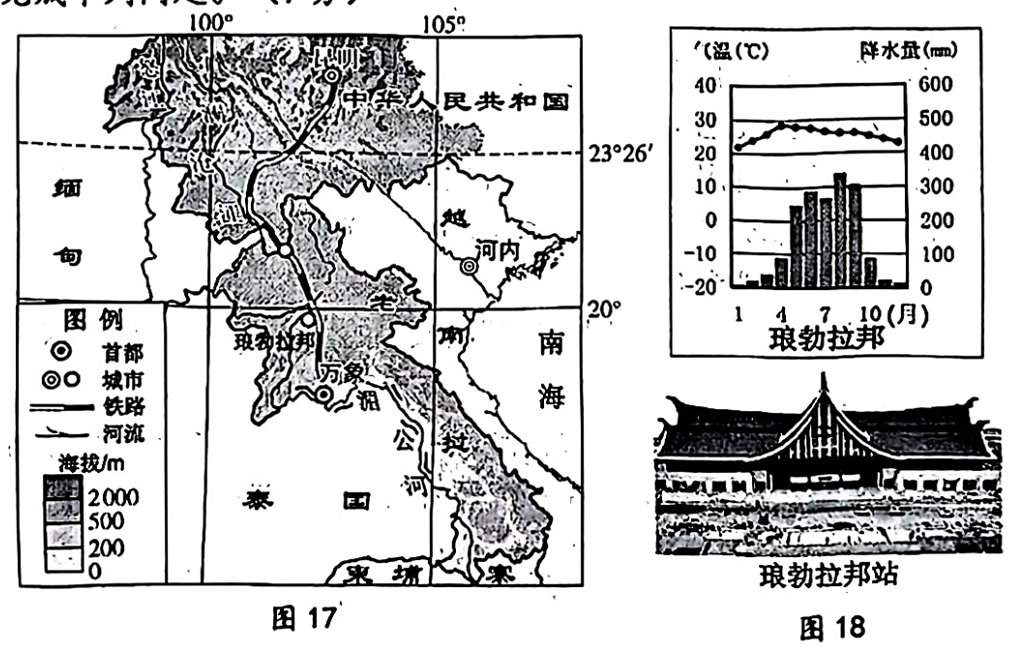 100°
105°
昆明
中华人民共和国
23°26′
缅
甸
越
河内
老
20°
琅勃拉邦
南
南
海
万象
湄
公
河
挝
泰 国
柬埔寨
图例
首都
城市
铁路
河流
海拔/m
2000
500
200
0
图 17
温(℃)
降水量(mm)
40
30
20
10
0
-10
-20
600
500
400
300
200
100
0
1 4 7 10 (月)
琅勃拉邦
琅勃拉邦站
图 18